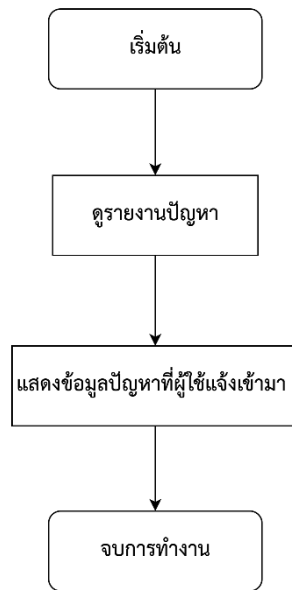 เริ่มต้น
ดูรายงานปัญหา
แสดงข้อมูลปัญหาที่ผู้ใช้แจ้งเข้ามา
จบการทำงาน